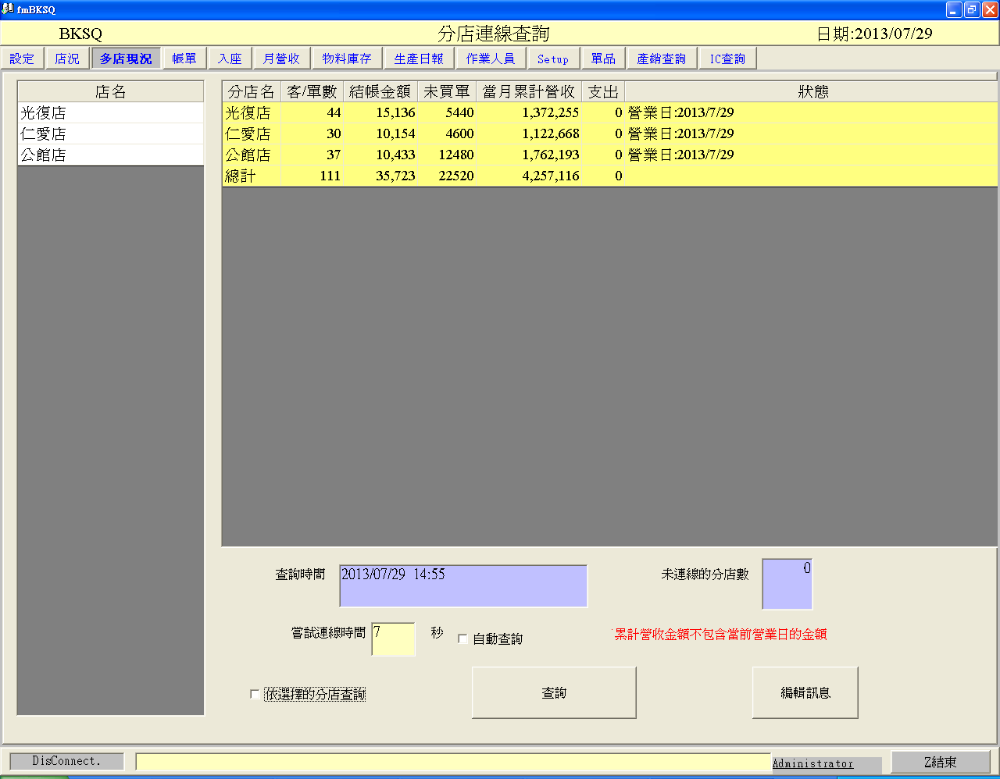 fmBKSQ
BKSQ 分店連線查詢 日期:2013/07/29
設定 店況 多店現況 帳單 入座 月營收 物料庫存 生產日報 作業人員 Setup 單品 產銷查詢 IC查詢
店名
光復店
仁愛店
公館店
分店名 客/單數 結帳金額 未買單 當月累計營收 支出 狀態
光復店 44 15,136 5440 1,372,255 0 營業日:2013/7/29
仁愛店 30 10,154 4600 1,122,668 0 營業日:2013/7/29
公館店 37 10,433 12480 1,762,193 0 營業日:2013/7/29
總計 111 35,723 22520 4,257,116 0
查詢時間 2013/07/29 14:55 未連線的分店數 0
嘗試連線時間 7 秒 自動查詢 累計營收金額不包含當前營業日的金額
依選擇的分店查詢 查詢 編輯訊息
DisConnect. Administrator Z結束